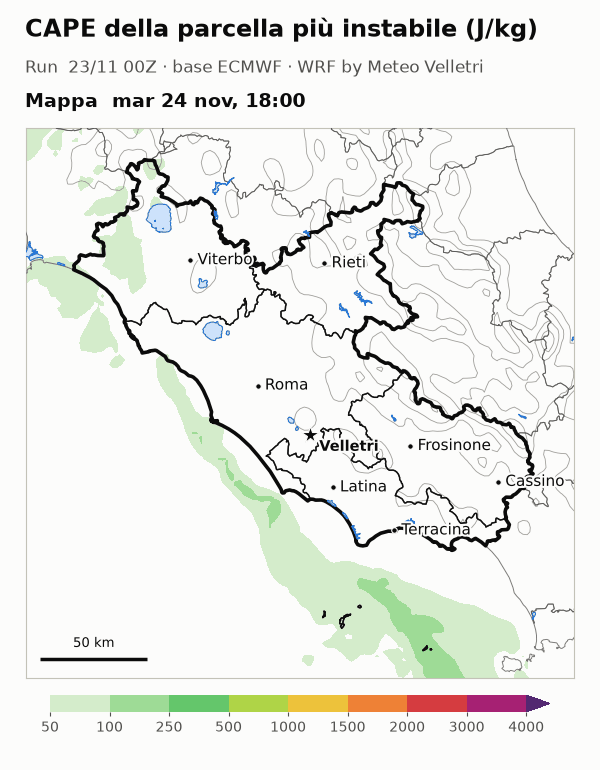 CAPE della parcella più instabile (J/kg)
Run  23/11 00Z · base ECMWF · WRF by Meteo Velletri
Mappa  mar 24 nov, 18:00
Viterbo
Rieti
Roma
Velletri
Frosinone
Latina
Cassino
Terracina
50 km
50 100 250 500 1000 1500 2000 3000 4000